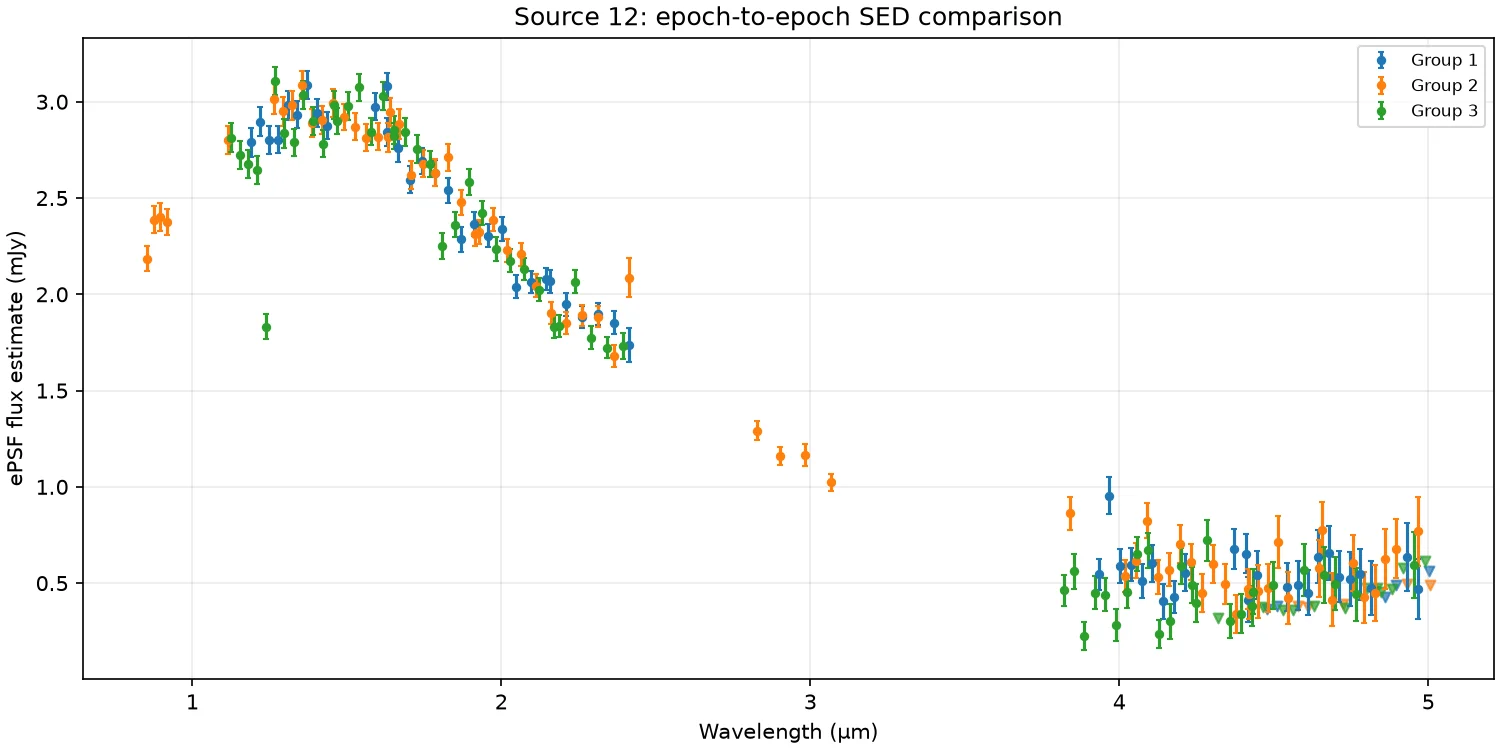 Source 12: epoch-to-epoch SED comparison
Group 1
Group 2
Group 3
ePSF flux estimate (mJy)
3.0
2.5
2.0
1.5
1.0
0.5
1
2
3
4
5
Wavelength (μm)